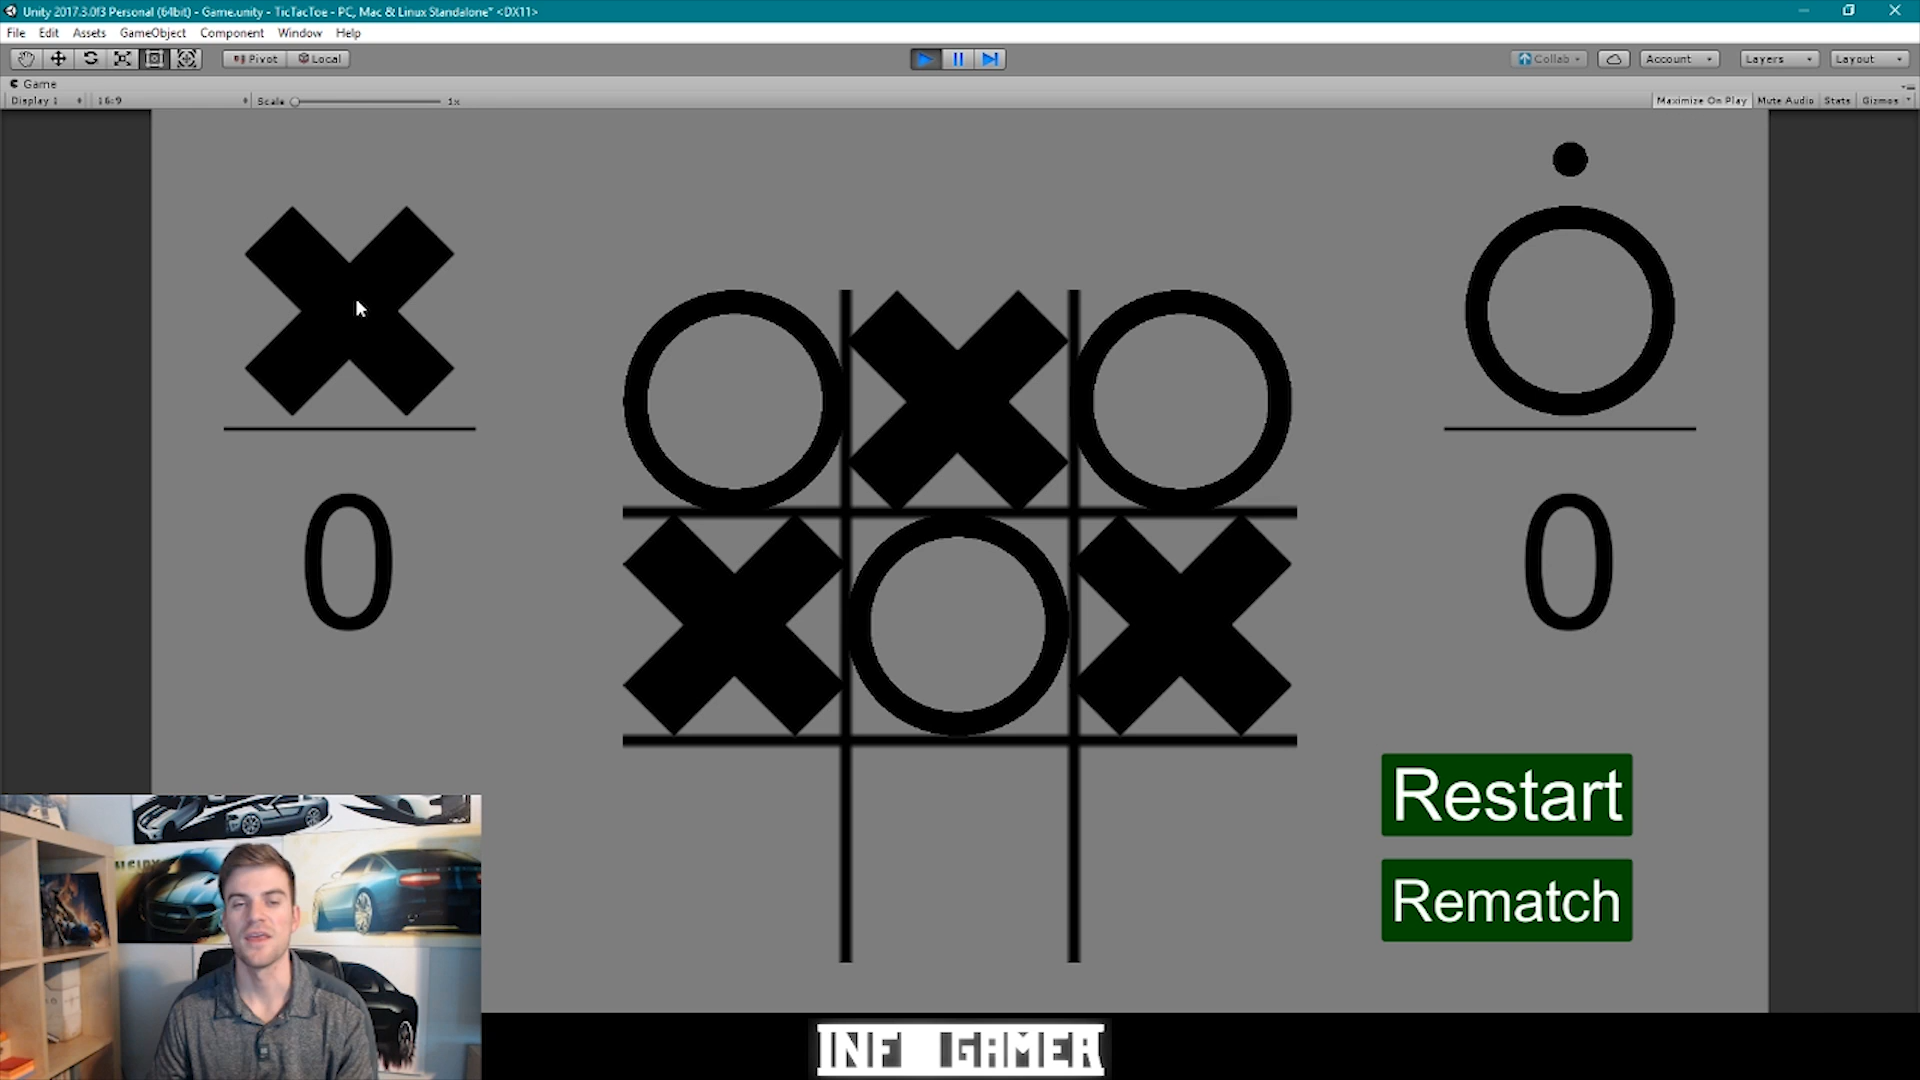 Unity 2017.3.0f3 Personal (64bit) - Game.unity - TicTacToe - PC, Mac & Linux Standalone* <DX11>
File Edit Assets GameObject Component Window Help
Pivot Local Collab Account Layers Layout
Game
Display 1 16:9 Scale 1x Maximize On Play Mute Audio Stats Gizmos
0 0
Restart
Rematch
INF GAMER